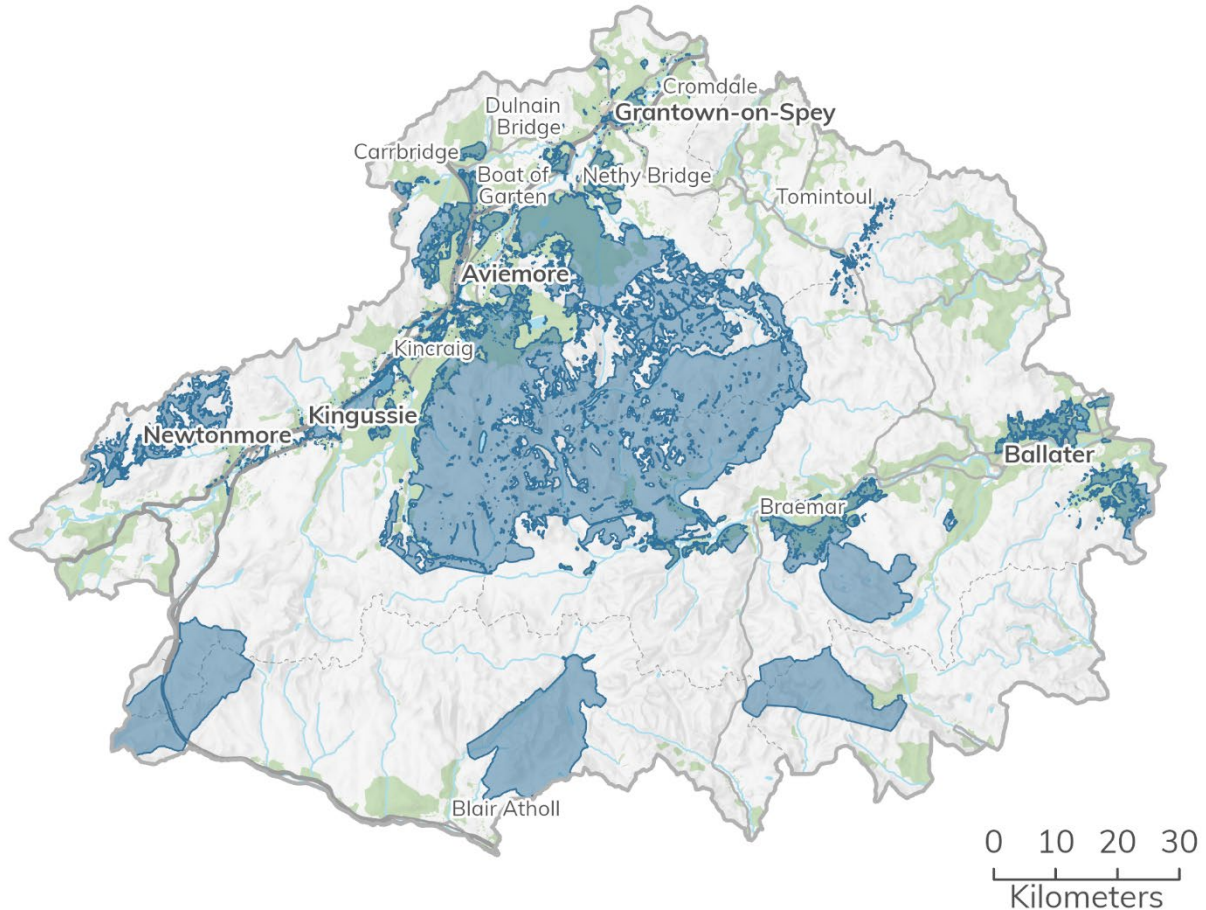 Cromdale
Grantown-on-Spey
Dulnain
Bridge
Carrbridge
Boat of
Garten
Nethy Bridge
Tomintoul
Aviemore
Kincraig
Kingussie
Newtonmore
Ballater
Braemar
Blair Atholl
0 10 20 30
Kilometers